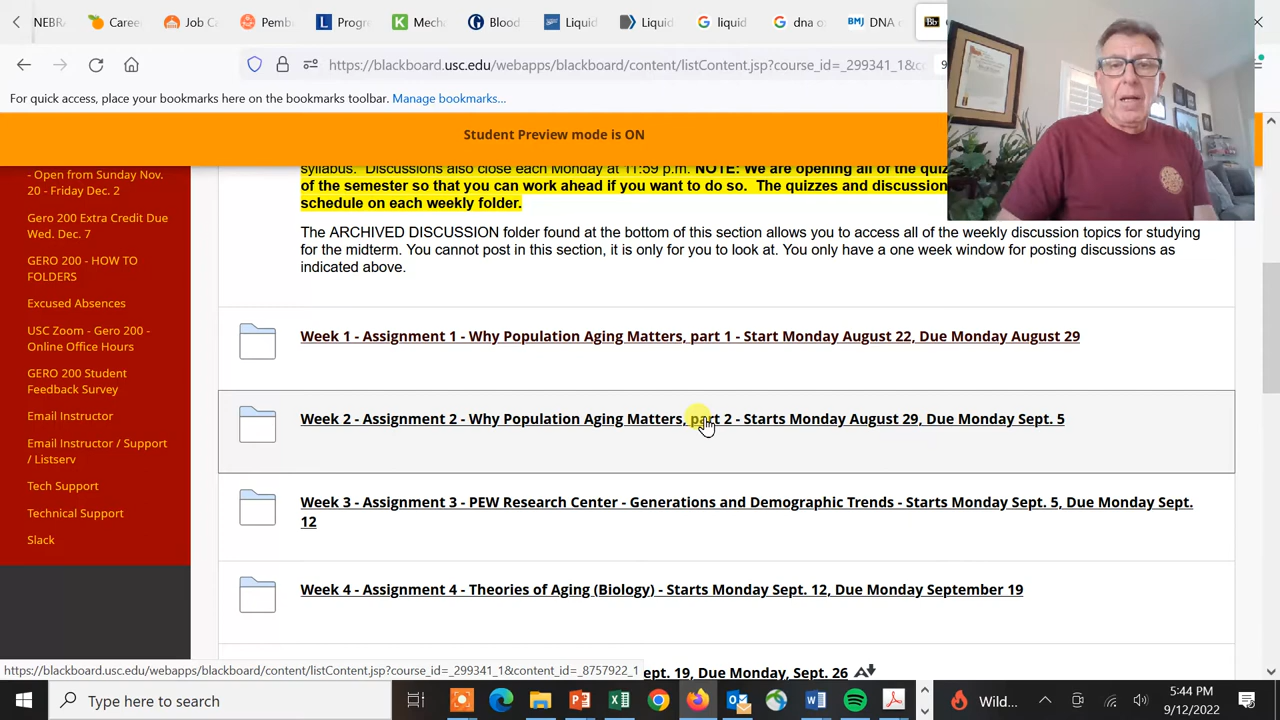 NEBRA
Caree
Job Ca
Pemb
Progre
Mecha
Blood
Liquid
Liquid
liquid
dna ox
BMJ DNA o
Bb
https://blackboard.usc.edu/webapps/blackboard/content/listContent.jsp?course_id=_299341_1&c
For quick access, place your bookmarks here on the bookmarks toolbar. Manage bookmarks...
Student Preview mode is ON
- Open from Sunday Nov.
20 - Friday Dec. 2
Gero 200 Extra Credit Due
Wed. Dec. 7
GERO 200 - HOW TO
FOLDERS
Excused Absences
USC Zoom - Gero 200 -
Online Office Hours
GERO 200 Student
Feedback Survey
Email Instructor
Email Instructor / Support
/ Listserv
Tech Support
Technical Support
Slack
syllabus. Discussions also close each Monday at 11:59 p.m. NOTE: We are opening all of the qui
of the semester so that you can work ahead if you want to do so. The quizzes and discussion
schedule on each weekly folder.
The ARCHIVED DISCUSSION folder found at the bottom of this section allows you to access all of the weekly discussion topics for studying
for the midterm. You cannot post in this section, it is only for you to look at. You only have a one week window for posting discussions as
indicated above.
Week 1 - Assignment 1 - Why Population Aging Matters, part 1 - Start Monday August 22, Due Monday August 29
Week 2 - Assignment 2 - Why Population Aging Matters, part 2 - Starts Monday August 29, Due Monday Sept. 5
Week 3 - Assignment 3 - PEW Research Center - Generations and Demographic Trends - Starts Monday Sept. 5, Due Monday Sept.
12
Week 4 - Assignment 4 - Theories of Aging (Biology) - Starts Monday Sept. 12, Due Monday September 19
ept. 19, Due Monday, Sept. 26
https://blackboard.usc.edu/webapps/blackboard/content/listContent.jsp?course_id=_299341_1&content_id=_8757922_1
Type here to search
Wild...
5:44 PM
9/12/2022